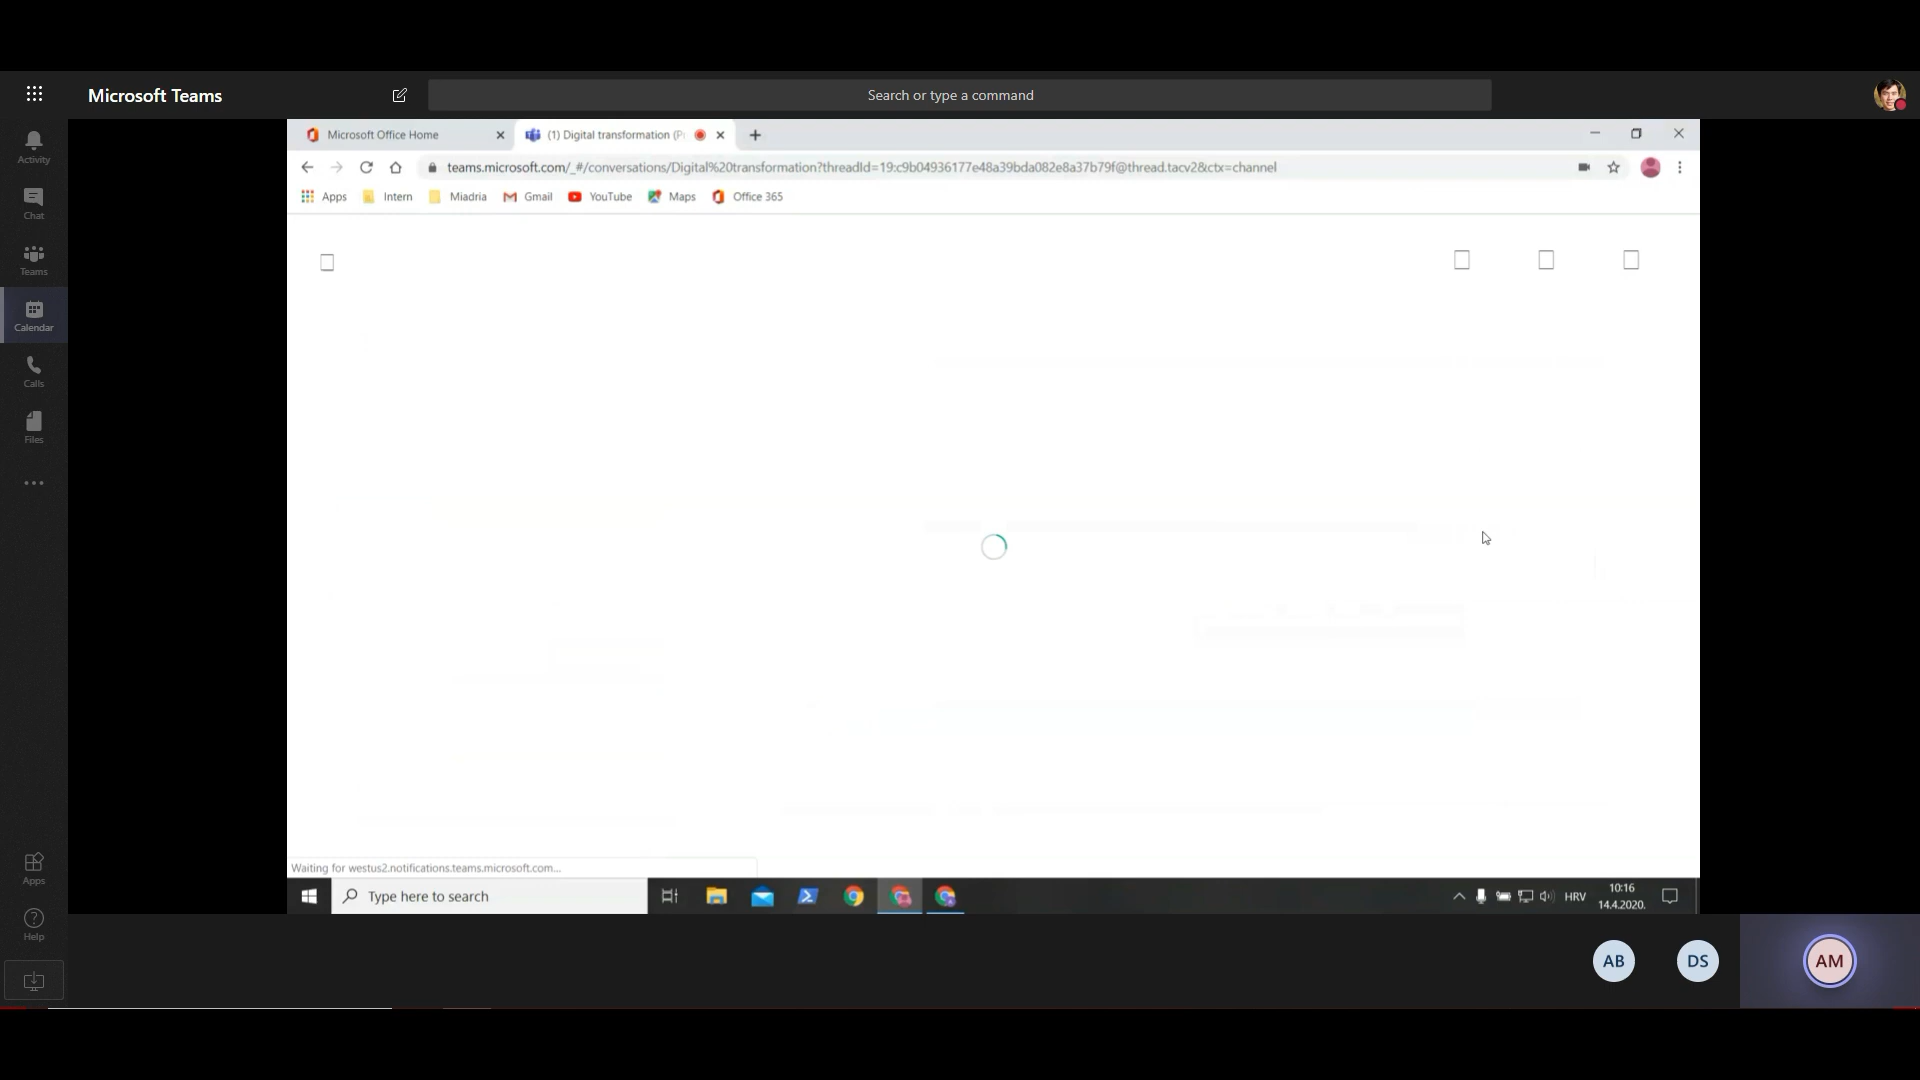 Microsoft Teams
Search or type a command
Activity
Chat
Teams
Calendar
Calls
Files
Apps
Help
Microsoft Office Home
(1) Digital transformation (P
teams.microsoft.com/_#/conversations/Digital%20transformation?threadId=19:c9b04936177e48a39bda082e8a37b79f@thread.tacv2&ctx=channel
Apps
Intern
Miadria
Gmail
YouTube
Maps
Office 365
Waiting for westus2.notifications.teams.microsoft.com...
Type here to search
HRV
10:16
14.4.2020.
AB
DS
AM